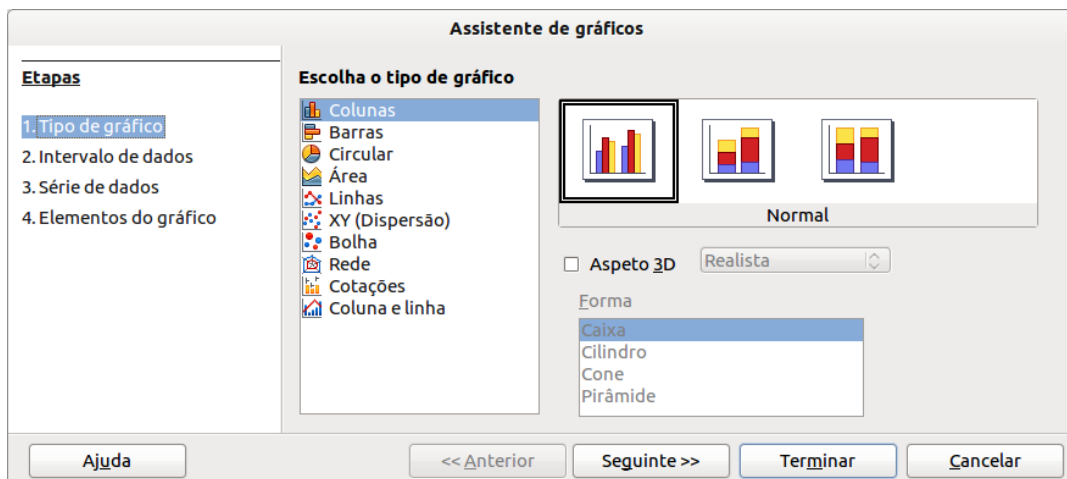 Assistente de gráficos
Etapas
1. Tipo de gráfico
2. Intervalo de dados
3. Série de dados
4. Elementos do gráfico
Escolha o tipo de gráfico
Colunas
Barras
Circular
Área
Linhas
XY (Dispersão)
Bolha
Rede
Cotações
Coluna e linha
Normal
Aspeto 3D
Realista
Forma
Caixa
Cilindro
Cone
Pirâmide
Ajuda
<< Anterior
Seguinte >>
Terminar
Cancelar